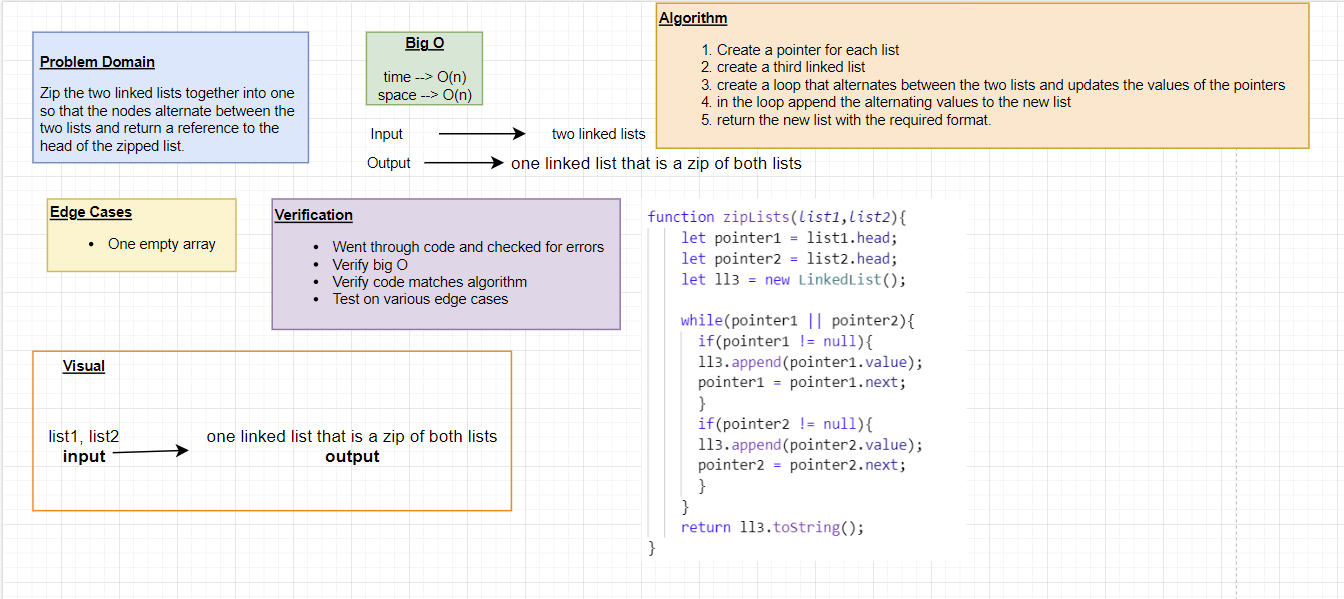 Problem Domain
Zip the two linked lists together into one
so that the nodes alternate between the
two lists and return a reference to the
head of the zipped list.
Big O
time --> O(n)
space --> O(n)
Input two linked lists
Output one linked list that is a zip of both lists
Algorithm
1. Create a pointer for each list
2. create a third linked list
3. create a loop that alternates between the two lists and updates the values of the pointers
4. in the loop append the alternating values to the new list
5. return the new list with the required format.
Edge Cases
• One empty array
Verification
• Went through code and checked for errors
• Verify big O
• Verify code matches algorithm
• Test on various edge cases
Visual
list1, list2
input
one linked list that is a zip of both lists
output
function zipLists(list1,list2){
let pointer1 = list1.head;
let pointer2 = list2.head;
let ll3 = new LinkedList();
while(pointer1 || pointer2){
if(pointer1 != null){
ll3.append(pointer1.value);
pointer1 = pointer1.next;
}
if(pointer2 != null){
ll3.append(pointer2.value);
pointer2 = pointer2.next;
}
}
return ll3.toString();
}